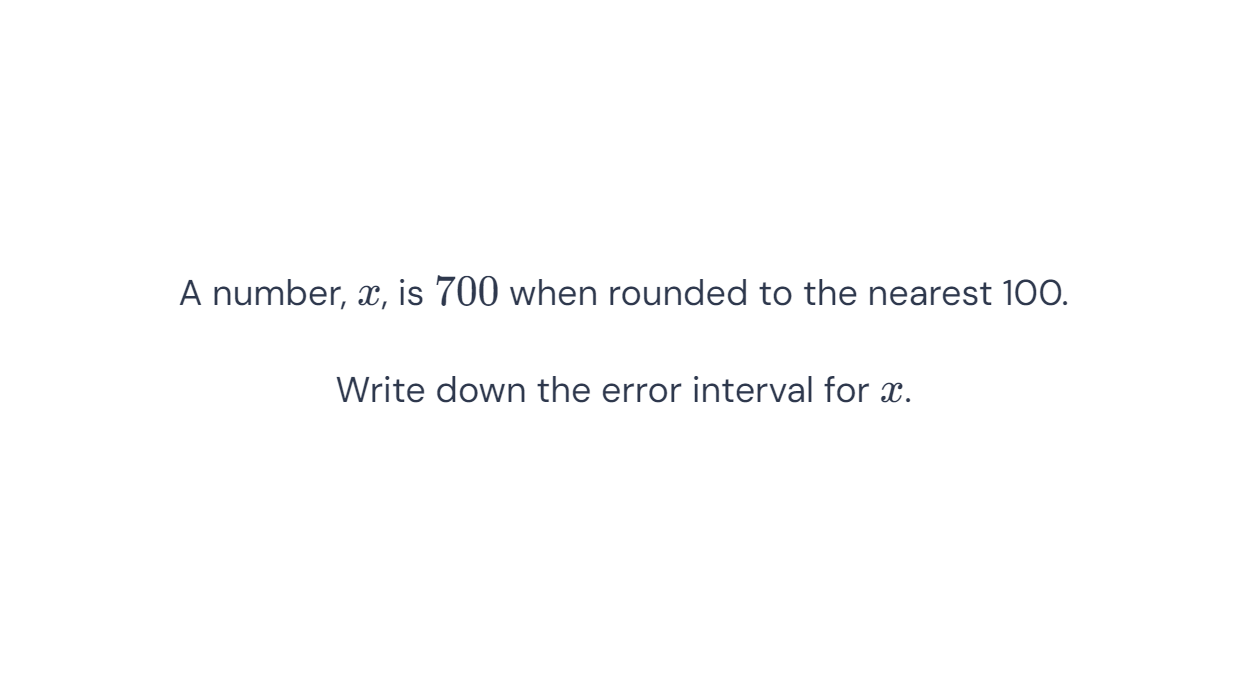 A number, x, is 700 when rounded to the nearest 100.
Write down the error interval for x.